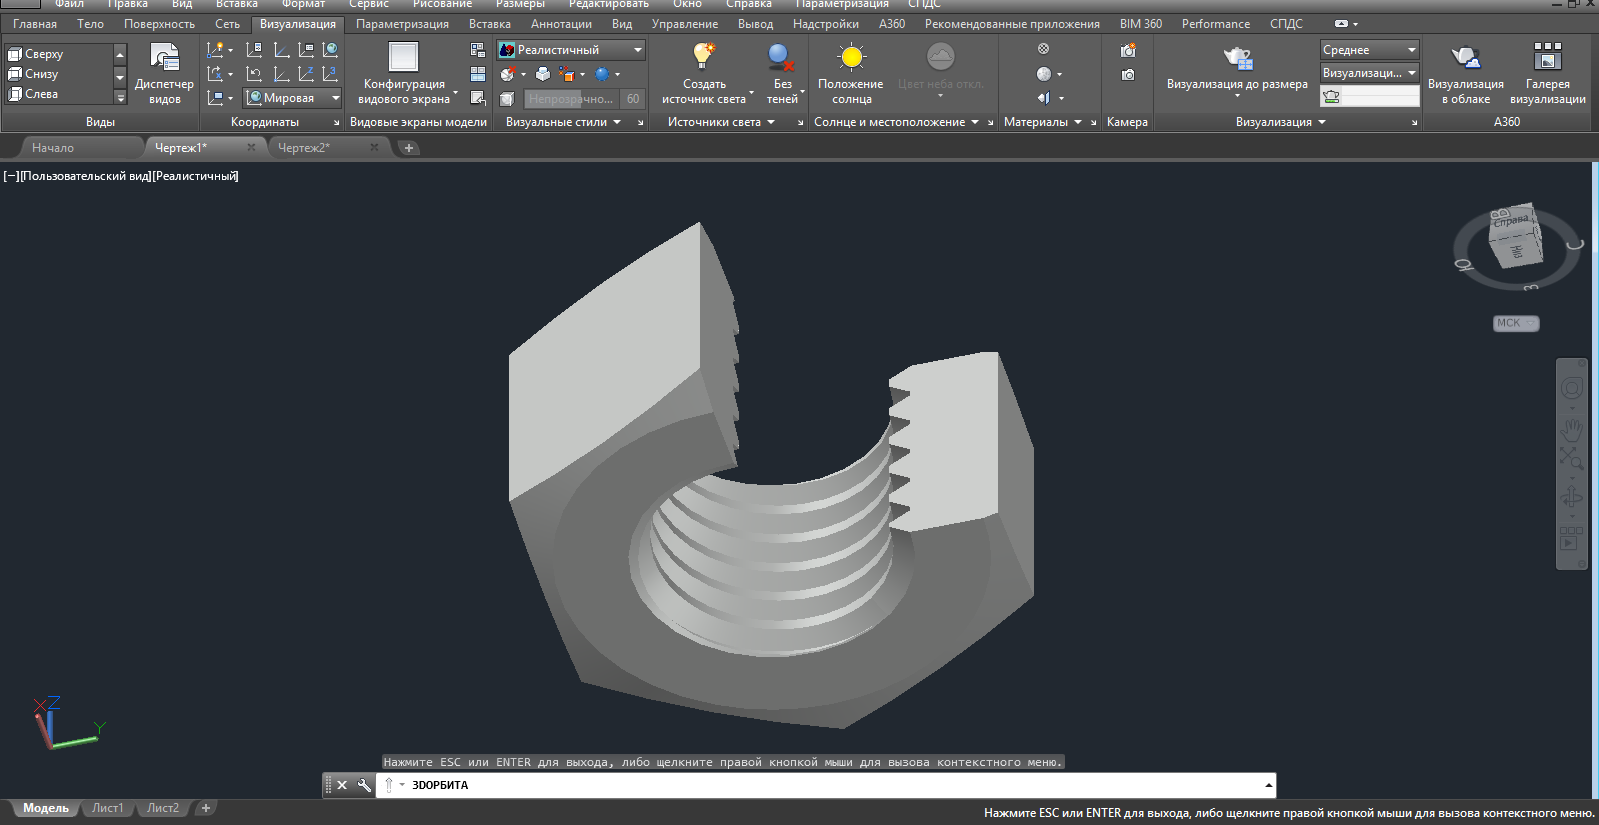 Файл Правка Вид Вставка Формат Сервис Рисование Размеры Редактировать Окно Справка Параметризация СПДС
Главная Тело Поверхность Сеть Визуализация Параметризация Вставка Аннотации Вид Управление Вывод Надстройки A360 Рекомендованные приложения BIM 360 Performance СПДС
Сверху
Снизу
Слева
Диспетчер
видов
Виды
Мировая
Координаты
Конфигурация
видового экрана
Видовые экраны модели
Реалистичный
Непрозрачно... 60
Визуальные стили
Создать
источник света
Без
теней
Источники света
Положение
солнца
Цвет неба откл.
Солнце и местоположение
Материалы
Камера
Визуализация до размера
Среднее
Визуализаци...
Визуализация
Визуализация
в облаке
Галерея
визуализации
A360
Начало Чертеж1* Чертеж2*
[−][Пользовательский вид][Реалистичный]
В
Справа
Низ
С
Ю
З
МСК
X Z
Y
Нажмите ESC или ENTER для выхода, либо щелкните правой кнопкой мыши для вызова контекстного меню.
3DОРБИТА
Модель Лист1 Лист2
Нажмите ESC или ENTER для выхода, либо щелкните правой кнопкой мыши для вызова контекстного меню.